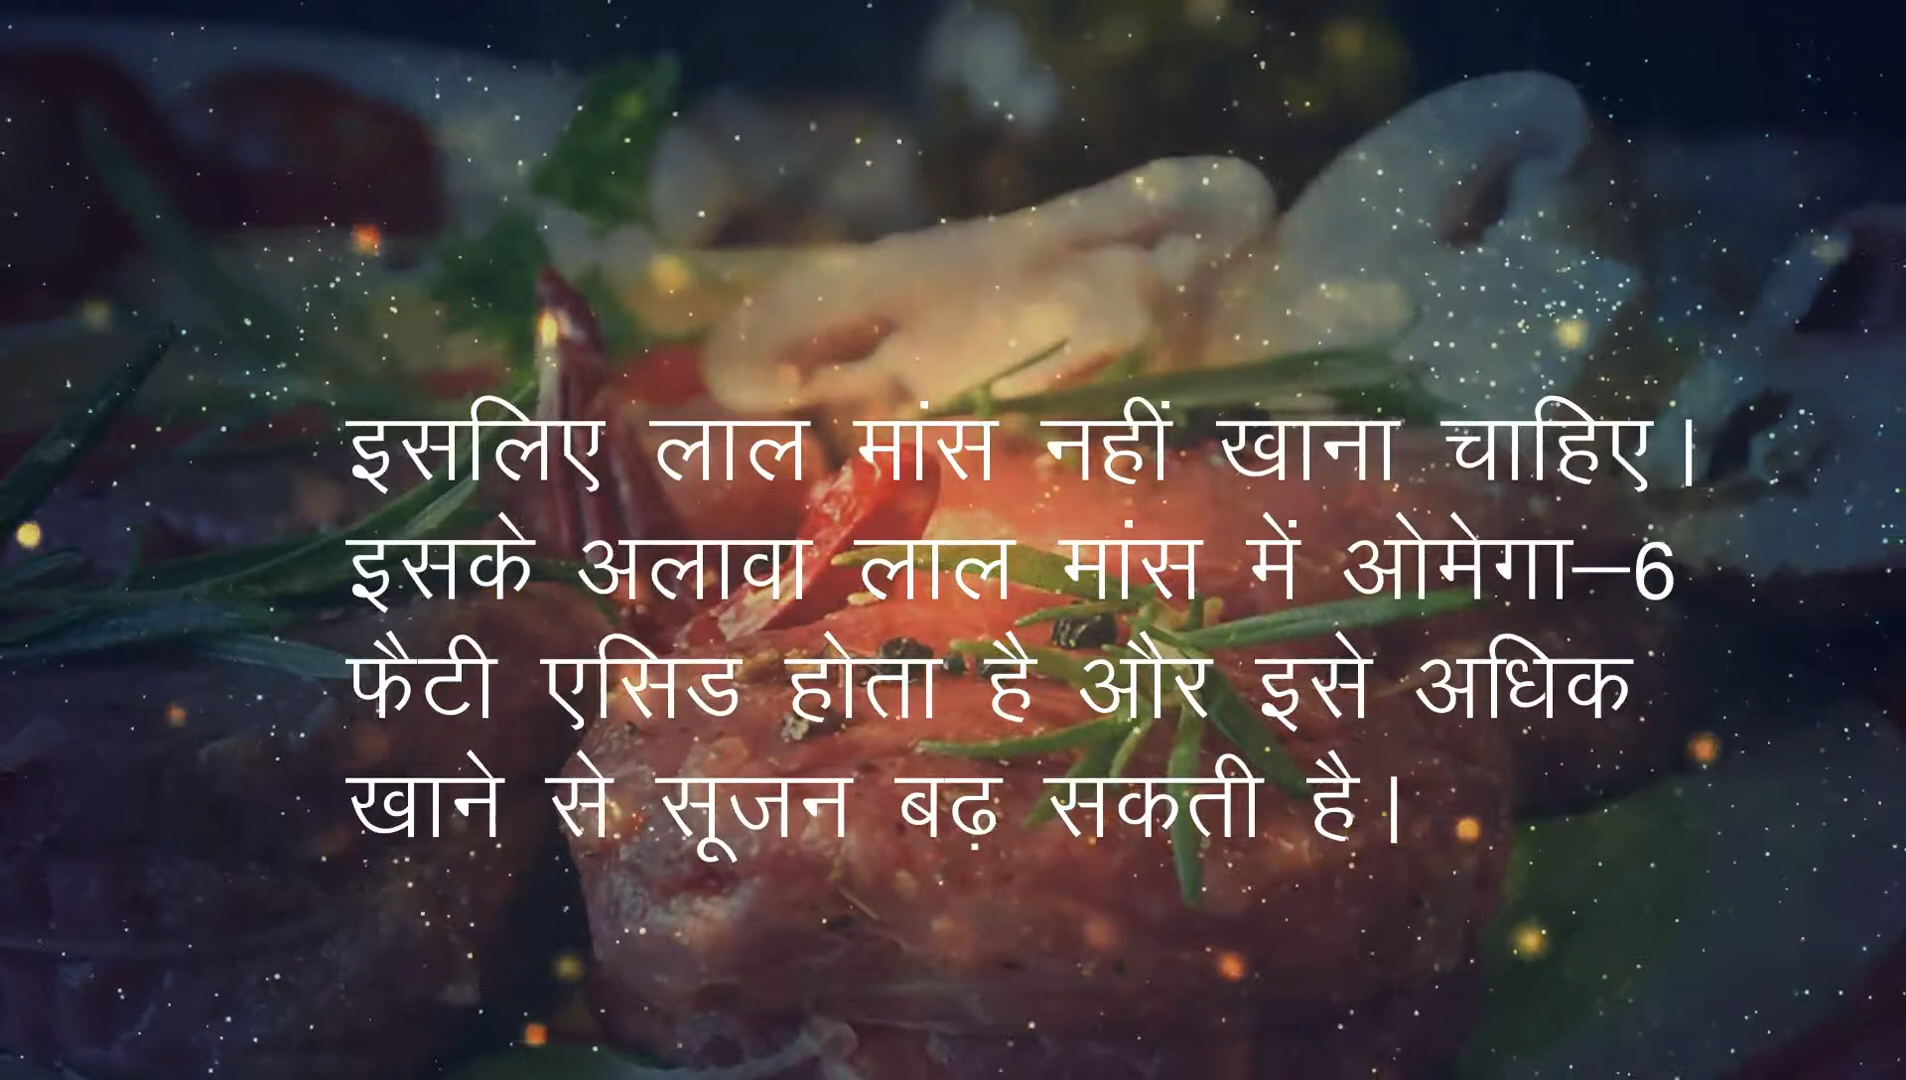 इसलिए लाल मांस नहीं खाना चाहिए।
इसके अलावा लाल मांस में ओमेगा–6
फैटी एसिड होता है और इसे अधिक
खाने से सूजन बढ़ सकती है।